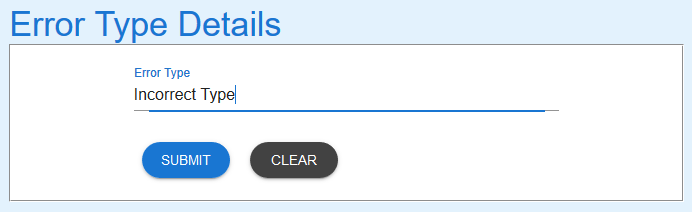 Error Type Details
Error Type
Incorrect Type
SUBMIT CLEAR